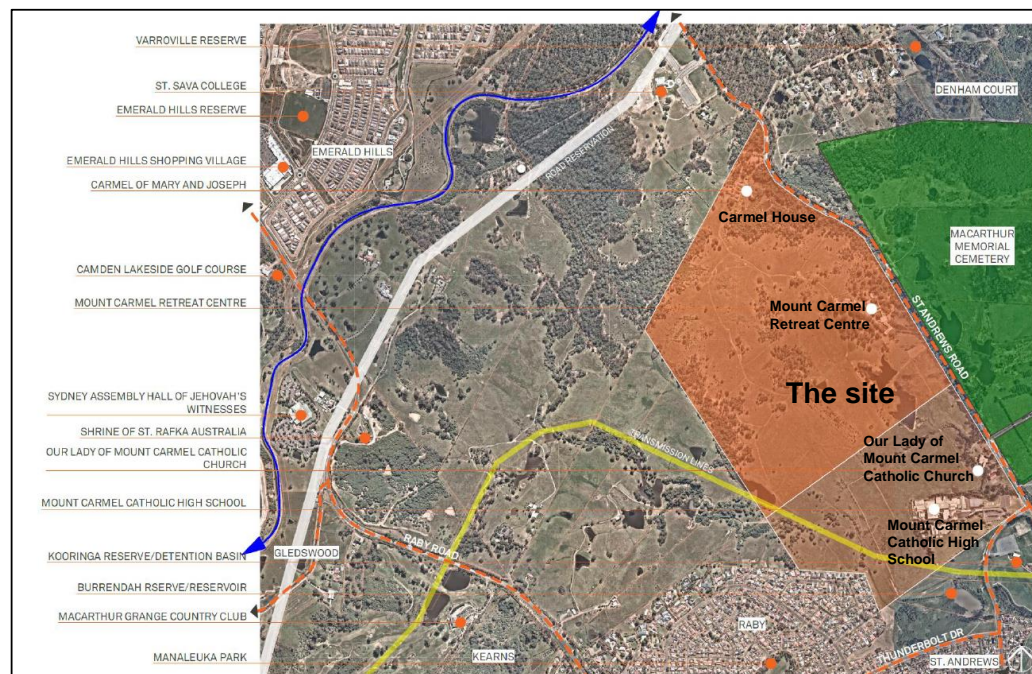 VARROVILLE RESERVE
ST. SAVA COLLEGE
EMERALD HILLS RESERVE
EMERALD HILLS SHOPPING VILLAGE
CARMEL OF MARY AND JOSEPH
CAMDEN LAKESIDE GOLF COURSE
MOUNT CARMEL RETREAT CENTRE
SYDNEY ASSEMBLY HALL OF JEHOVAH'S
WITNESSES
SHRINE OF ST. RAFKA AUSTRALIA
OUR LADY OF MOUNT CARMEL CATHOLIC
CHURCH
MOUNT CARMEL CATHOLIC HIGH SCHOOL
KOORINGA RESERVE/DETENTION BASIN
BURRENDAH RSERVE/RESERVOIR
MACARTHUR GRANGE COUNTRY CLUB
MANALEUKA PARK
EMERALD HILLS
ROAD RESERVATION
DENHAM COURT
Carmel House
MACARTHUR
MEMORIAL
CEMETERY
Mount Carmel
Retreat Centre
ST ANDREWS ROAD
The site
TRANSMISSION LINES
Our Lady of
Mount Carmel
Catholic Church
Mount Carmel
Catholic High
School
GLEDSWOOD
RABY ROAD
KEARNS
RABY
THUNDERBOLT DR
ST. ANDREWS